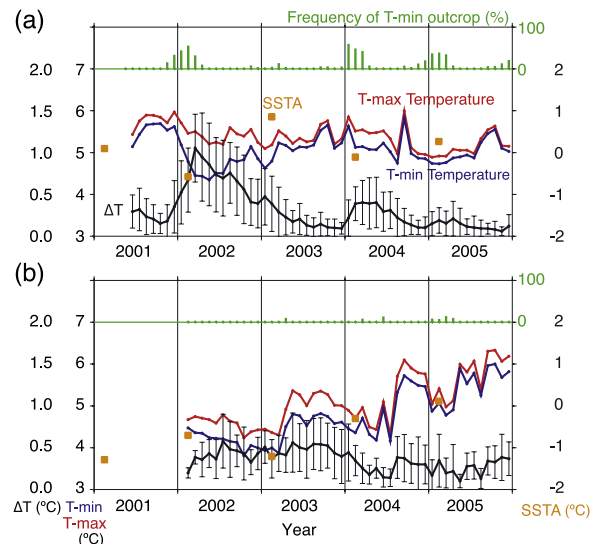 (a)
Frequency of T-min outcrop (%)
100
0
2.0
1.5
1.0
0.5
0.0
7
6
5
4
3
2
1
0
-1
-2
SSTA
T-max Temperature
T-min Temperature
ΔT
2001 2002 2003 2004 2005
(b)
100
0
2.0
1.5
1.0
0.5
0.0
7
6
5
4
3
2
1
0
-1
-2
2001 2002 2003 2004 2005
ΔT (°C) T-min
T-max
(°C)
Year
SSTA (°C)